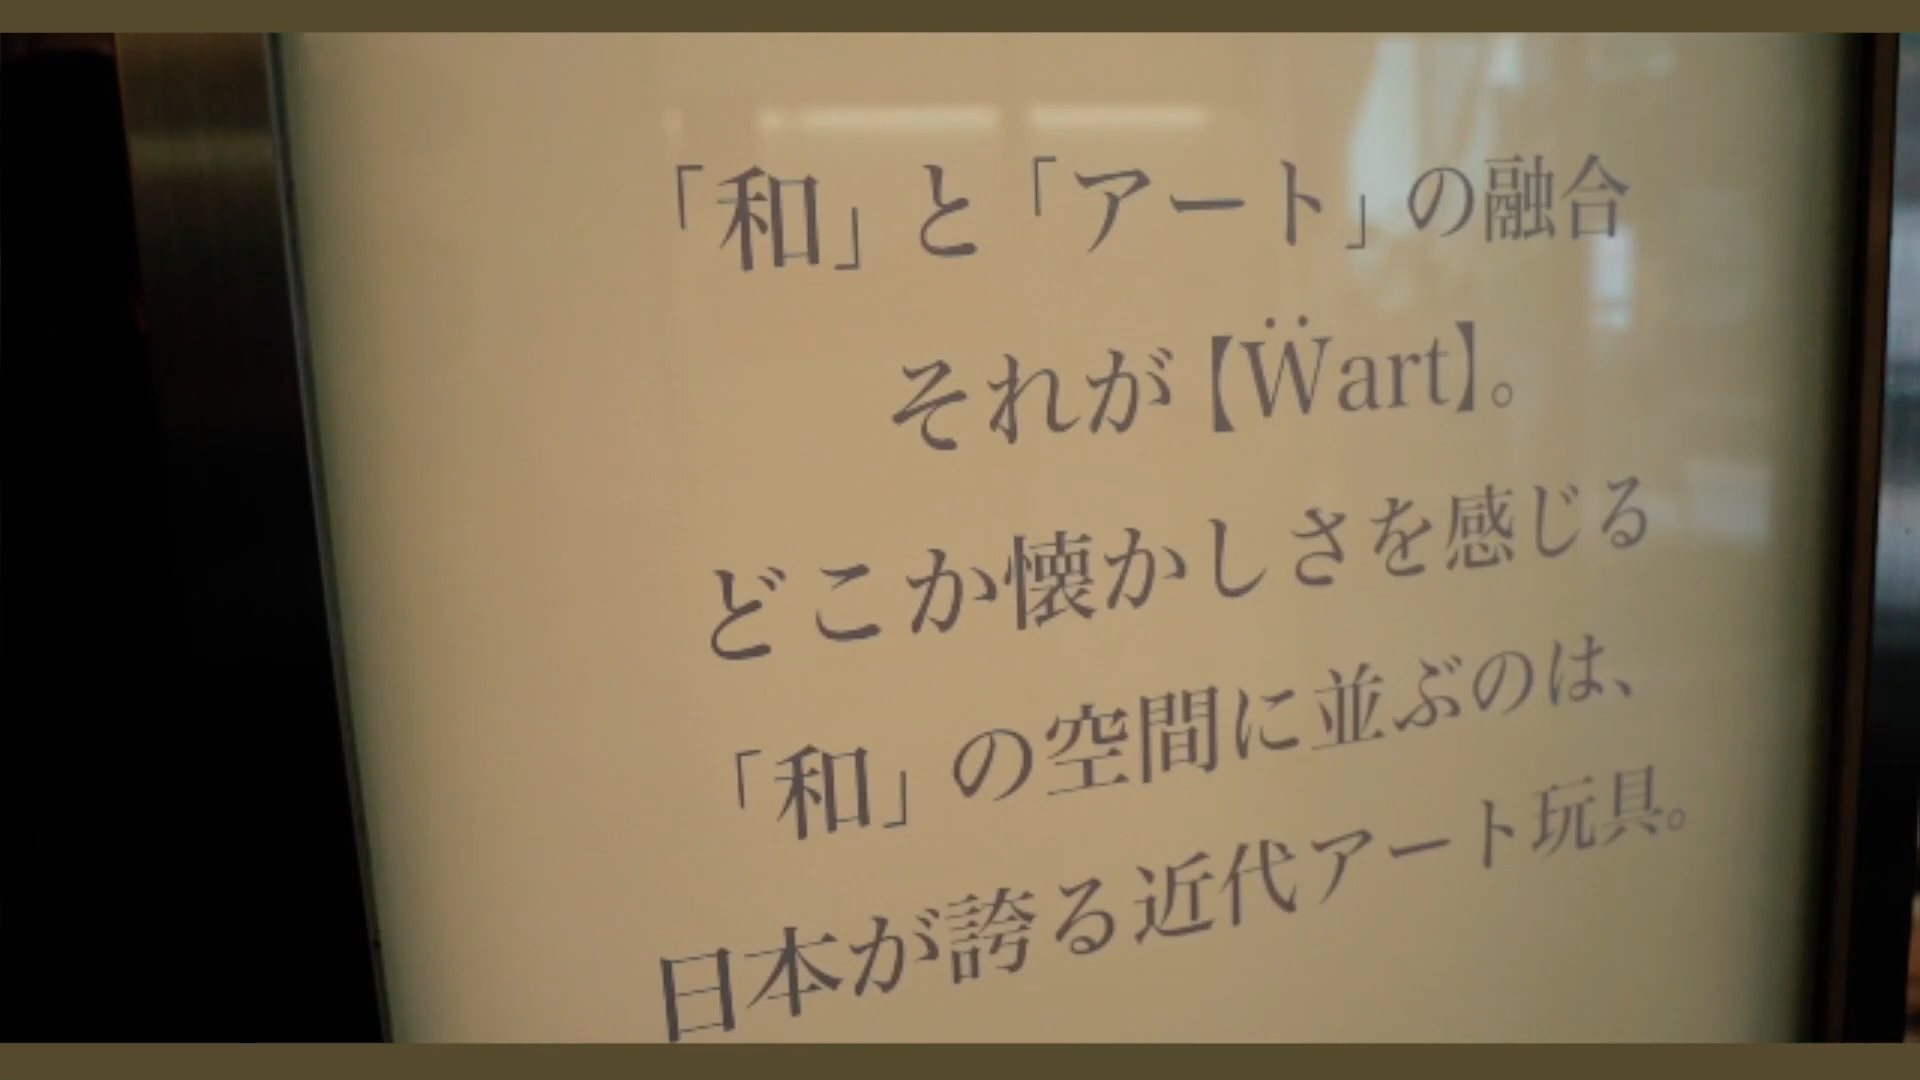 「和」と「アート」の融合
それが【Ẅart】。
どこか懐かしさを感じる
「和」の空間に並ぶのは、
日本が誇る近代アート玩具。